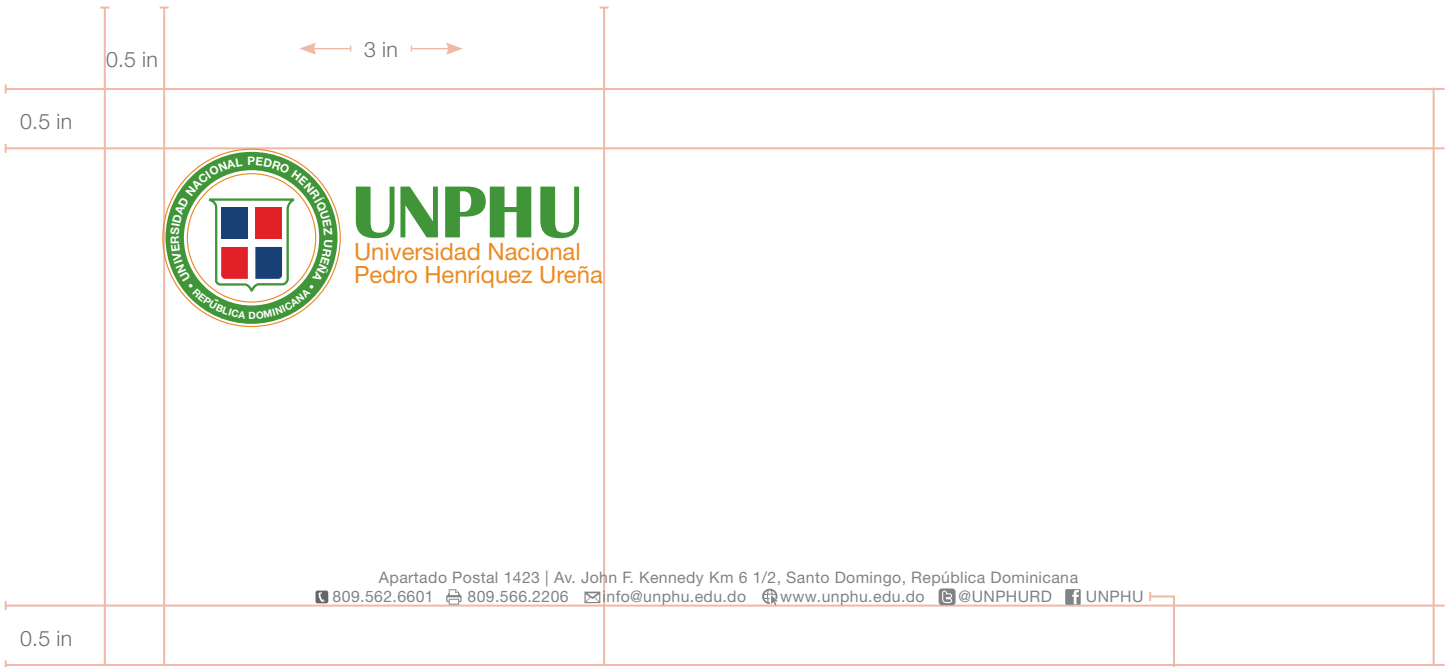 0.5 in
3 in
0.5 in
UNIVERSIDAD NACIONAL PEDRO HENRÍQUEZ UREÑA
• REPÚBLICA DOMINICANA •
UNPHU
Universidad Nacional
Pedro Henríquez Ureña
Apartado Postal 1423 | Av. John F. Kennedy Km 6 1/2, Santo Domingo, República Dominicana
809.562.6601 809.566.2206 info@unphu.edu.do www.unphu.edu.do @UNPHURD UNPHU
0.5 in